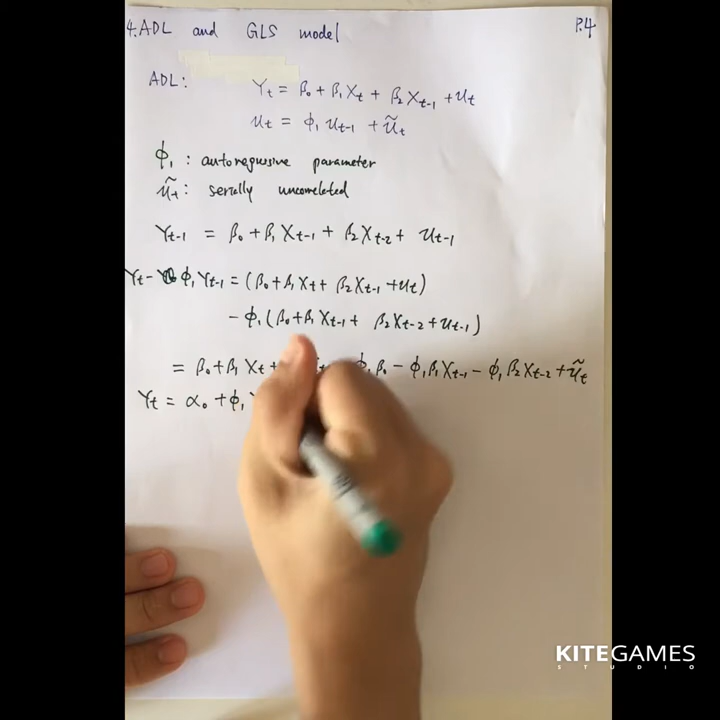 4. ADL and GLS model P.4
ADL: Yt = β0 + β1Xt + β2Xt-1 + ut
ut = ϕ1 ut-1 + ũt
ϕ1 : autoregressive parameter
ũt : serially uncorrelated
Yt-1 = β0 + β1Xt-1 + β2Xt-2 + ut-1
Yt - ϕ1Yt-1 = (β0 + β1Xt + β2Xt-1 + ut)
- ϕ1(β0 + β1Xt-1 + β2Xt-2 + ut-1)
= β0 + β1Xt + ϕ1β0 - ϕ1β1Xt-1 - ϕ1β2Xt-2 + ũt
Yt = α0 + ϕ1
KITEGAMES
STUDIO